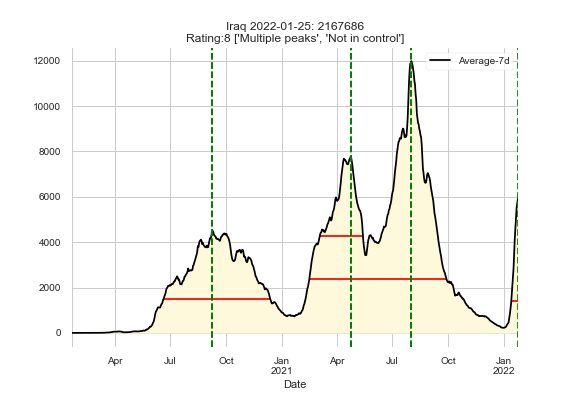 Iraq 2022-01-25: 2167686
Rating:8 ['Multiple peaks', 'Not in control']
Average-7d
12000
10000
8000
6000
4000
2000
0
Apr Jul Oct Jan Apr Jul Oct Jan
2021 2022
Date